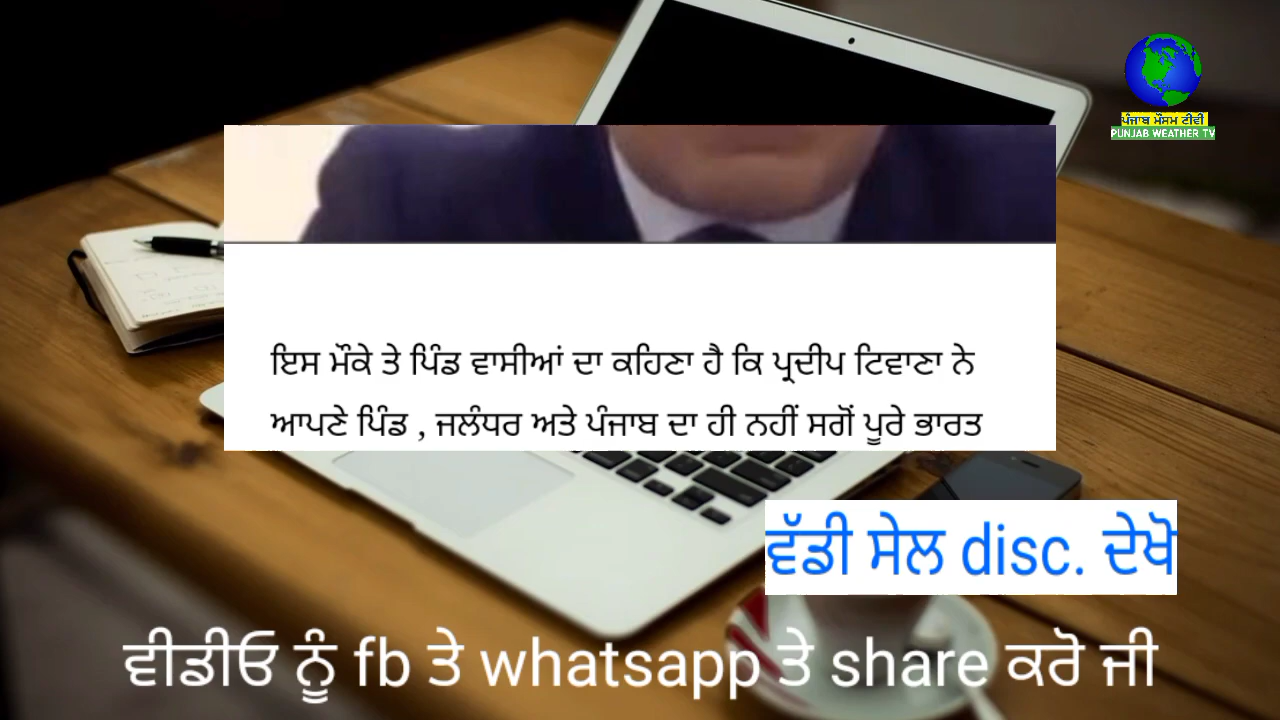 ਪੰਜਾਬ ਮੌਸਮ ਟੀਵੀ
PUNJAB WEATHER TV
ਇਸ ਮੌਕੇ ਤੇ ਪਿੰਡ ਵਾਸੀਆਂ ਦਾ ਕਹਿਣਾ ਹੈ ਕਿ ਪ੍ਰਦੀਪ ਟਿਵਾਣਾ ਨੇ
ਆਪਣੇ ਪਿੰਡ , ਜਲੰਧਰ ਅਤੇ ਪੰਜਾਬ ਦਾ ਹੀ ਨਹੀਂ ਸਗੋਂ ਪੂਰੇ ਭਾਰਤ
ਵੱਡੀ ਸੇਲ disc. ਦੇਖੋ
ਵੀਡੀਓ ਨੂੰ fb ਤੇ whatsapp ਤੇ share ਕਰੋ ਜੀ